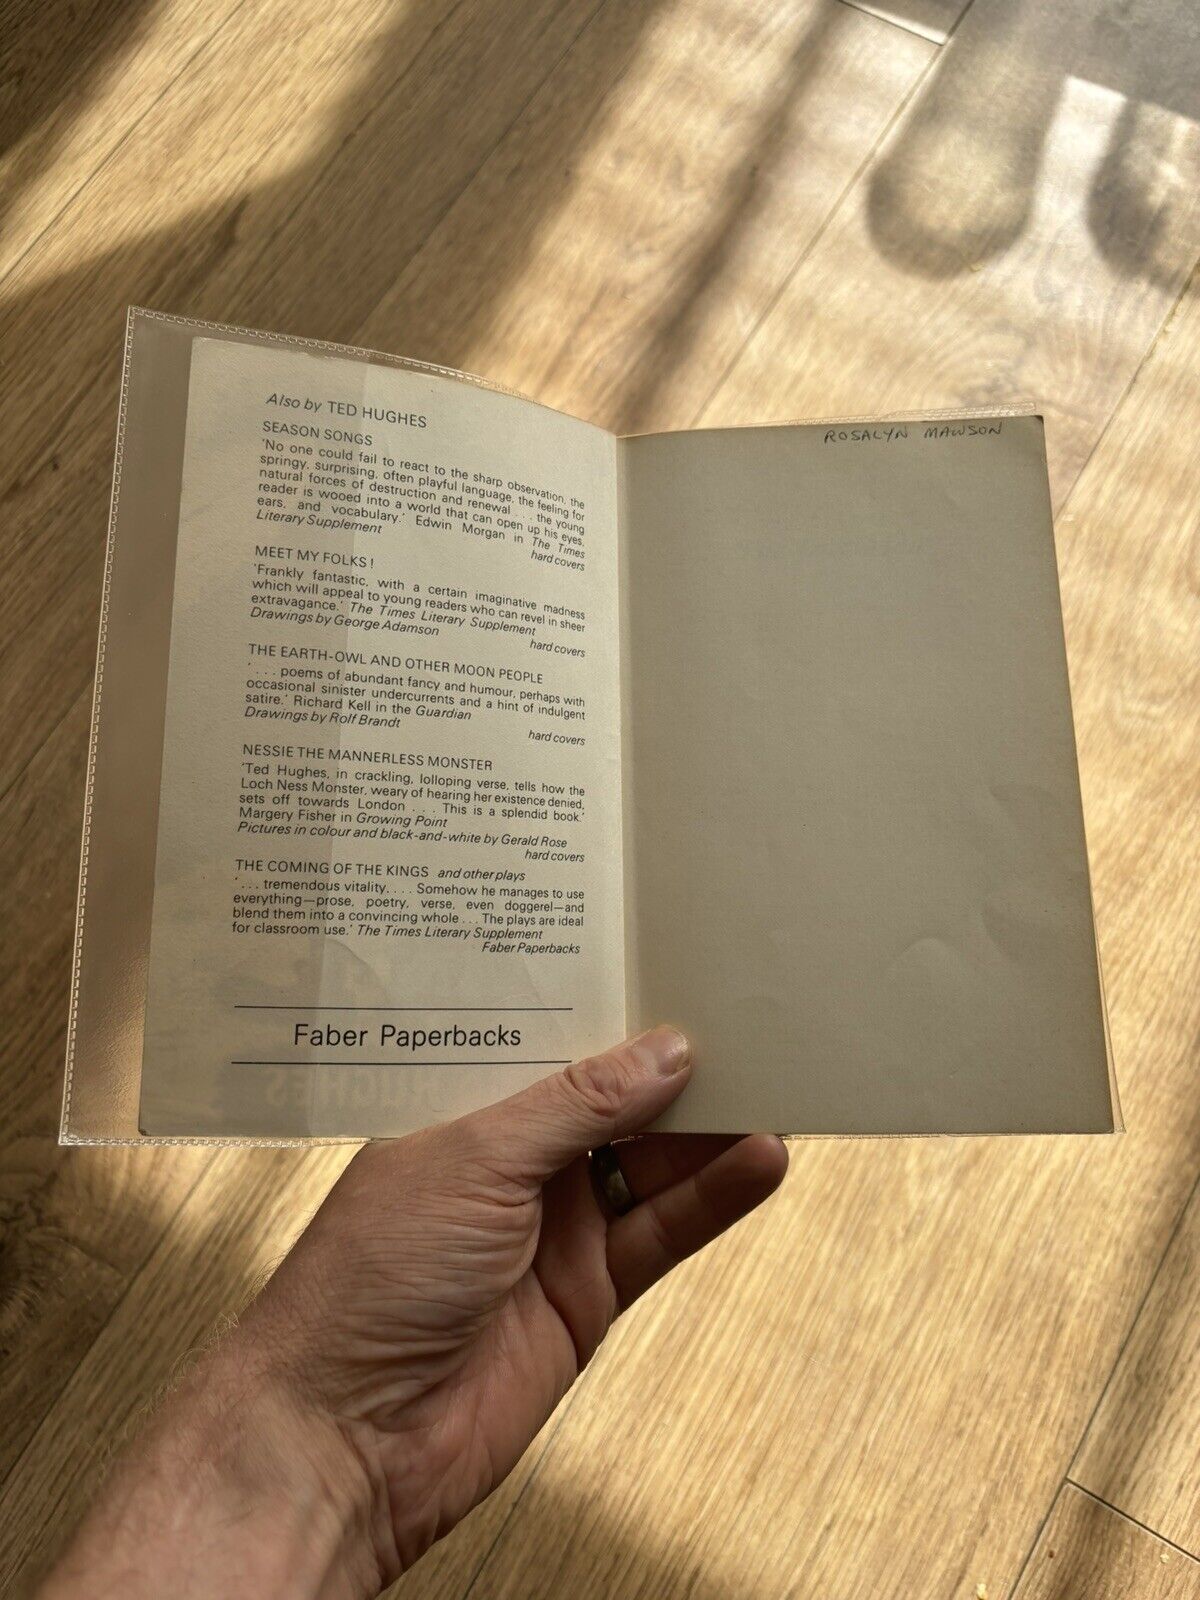 Also by TED HUGHES
SEASON SONGS
'No one could fail to react to the sharp observation, the
springy, surprising, often playful language, the feeling for
natural forces of destruction and renewal . . . the young
reader is wooed into a world that can open up his eyes,
ears, and vocabulary.' Edwin Morgan in The Times
Literary Supplement
hard covers
MEET MY FOLKS!
'Frankly fantastic, with a certain imaginative madness
which will appeal to young readers who can revel in sheer
extravagance.' The Times Literary Supplement
Drawings by George Adamson
hard covers
THE EARTH-OWL AND OTHER MOON PEOPLE
'. . . poems of abundant fancy and humour, perhaps with
occasional sinister undercurrents and a hint of indulgent
satire.' Richard Kell in the Guardian
Drawings by Rolf Brandt
hard covers
NESSIE THE MANNERLESS MONSTER
'Ted Hughes, in crackling, lolloping verse, tells how the
Loch Ness Monster, weary of hearing her existence denied,
sets off towards London . . . This is a splendid book.'
Margery Fisher in Growing Point
Pictures in colour and black-and-white by Gerald Rose
hard covers
THE COMING OF THE KINGS and other plays
'. . . tremendous vitality. . . . Somehow he manages to use
everything—prose, poetry, verse, even doggerel—and
blend them into a convincing whole . . . The plays are ideal
for classroom use.' The Times Literary Supplement
Faber Paperbacks
Faber Paperbacks
HUGHES
ROSALYN MAWSON